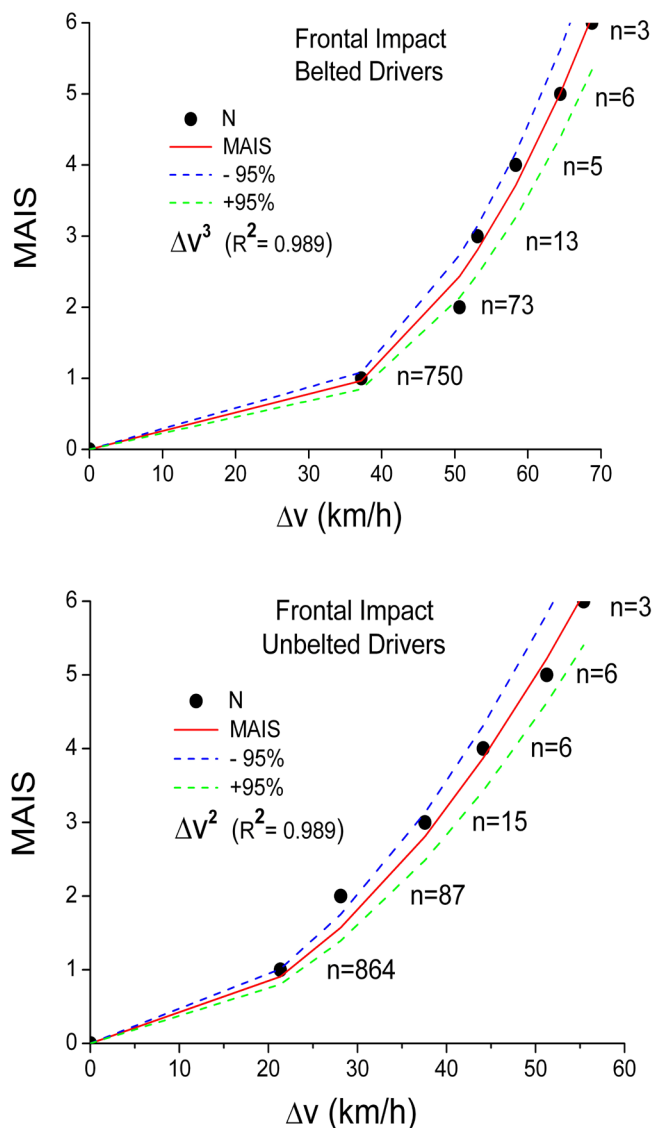 Frontal Impact
Belted Drivers
N
MAIS
- 95%
+95%
Δv³ (R²= 0.989)
n=3
n=6
n=5
n=13
n=73
n=750
MAIS
6
5
4
3
2
1
0
0 10 20 30 40 50 60 70
Δv (km/h)
Frontal Impact
Unbelted Drivers
N
MAIS
- 95%
+95%
Δv² (R²= 0.989)
n=3
n=6
n=6
n=15
n=87
n=864
MAIS
6
5
4
3
2
1
0
0 10 20 30 40 50 60
Δv (km/h)